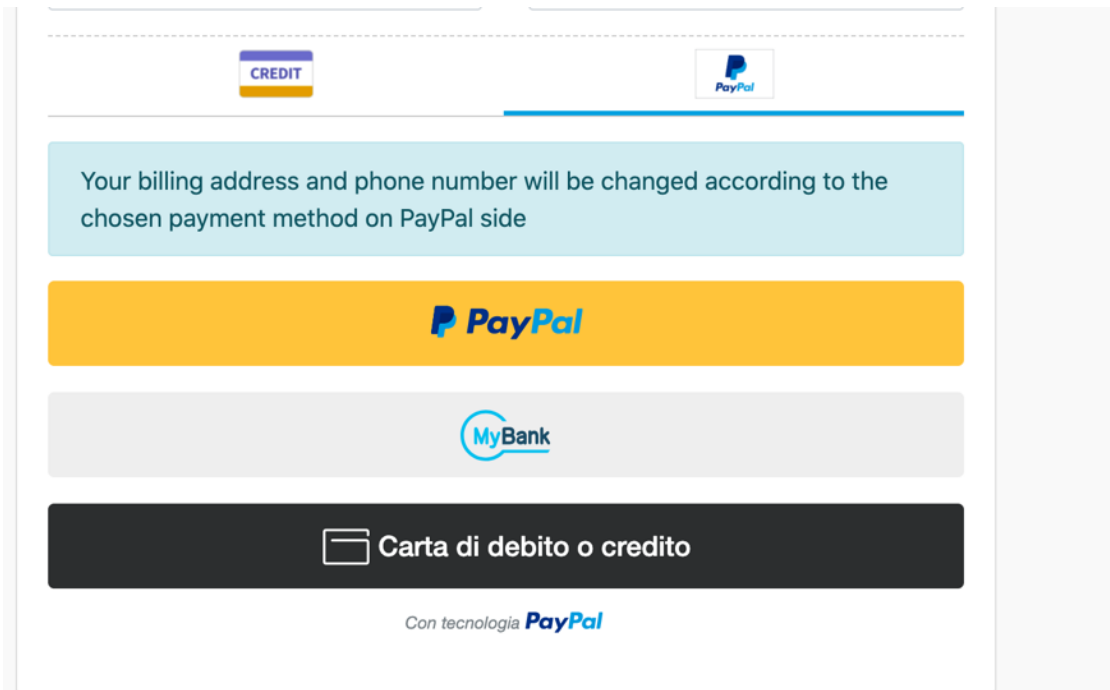 CREDIT
PayPal
Your billing address and phone number will be changed according to the
chosen payment method on PayPal side
PayPal
MyBank
Carta di debito o credito
Con tecnologia PayPal